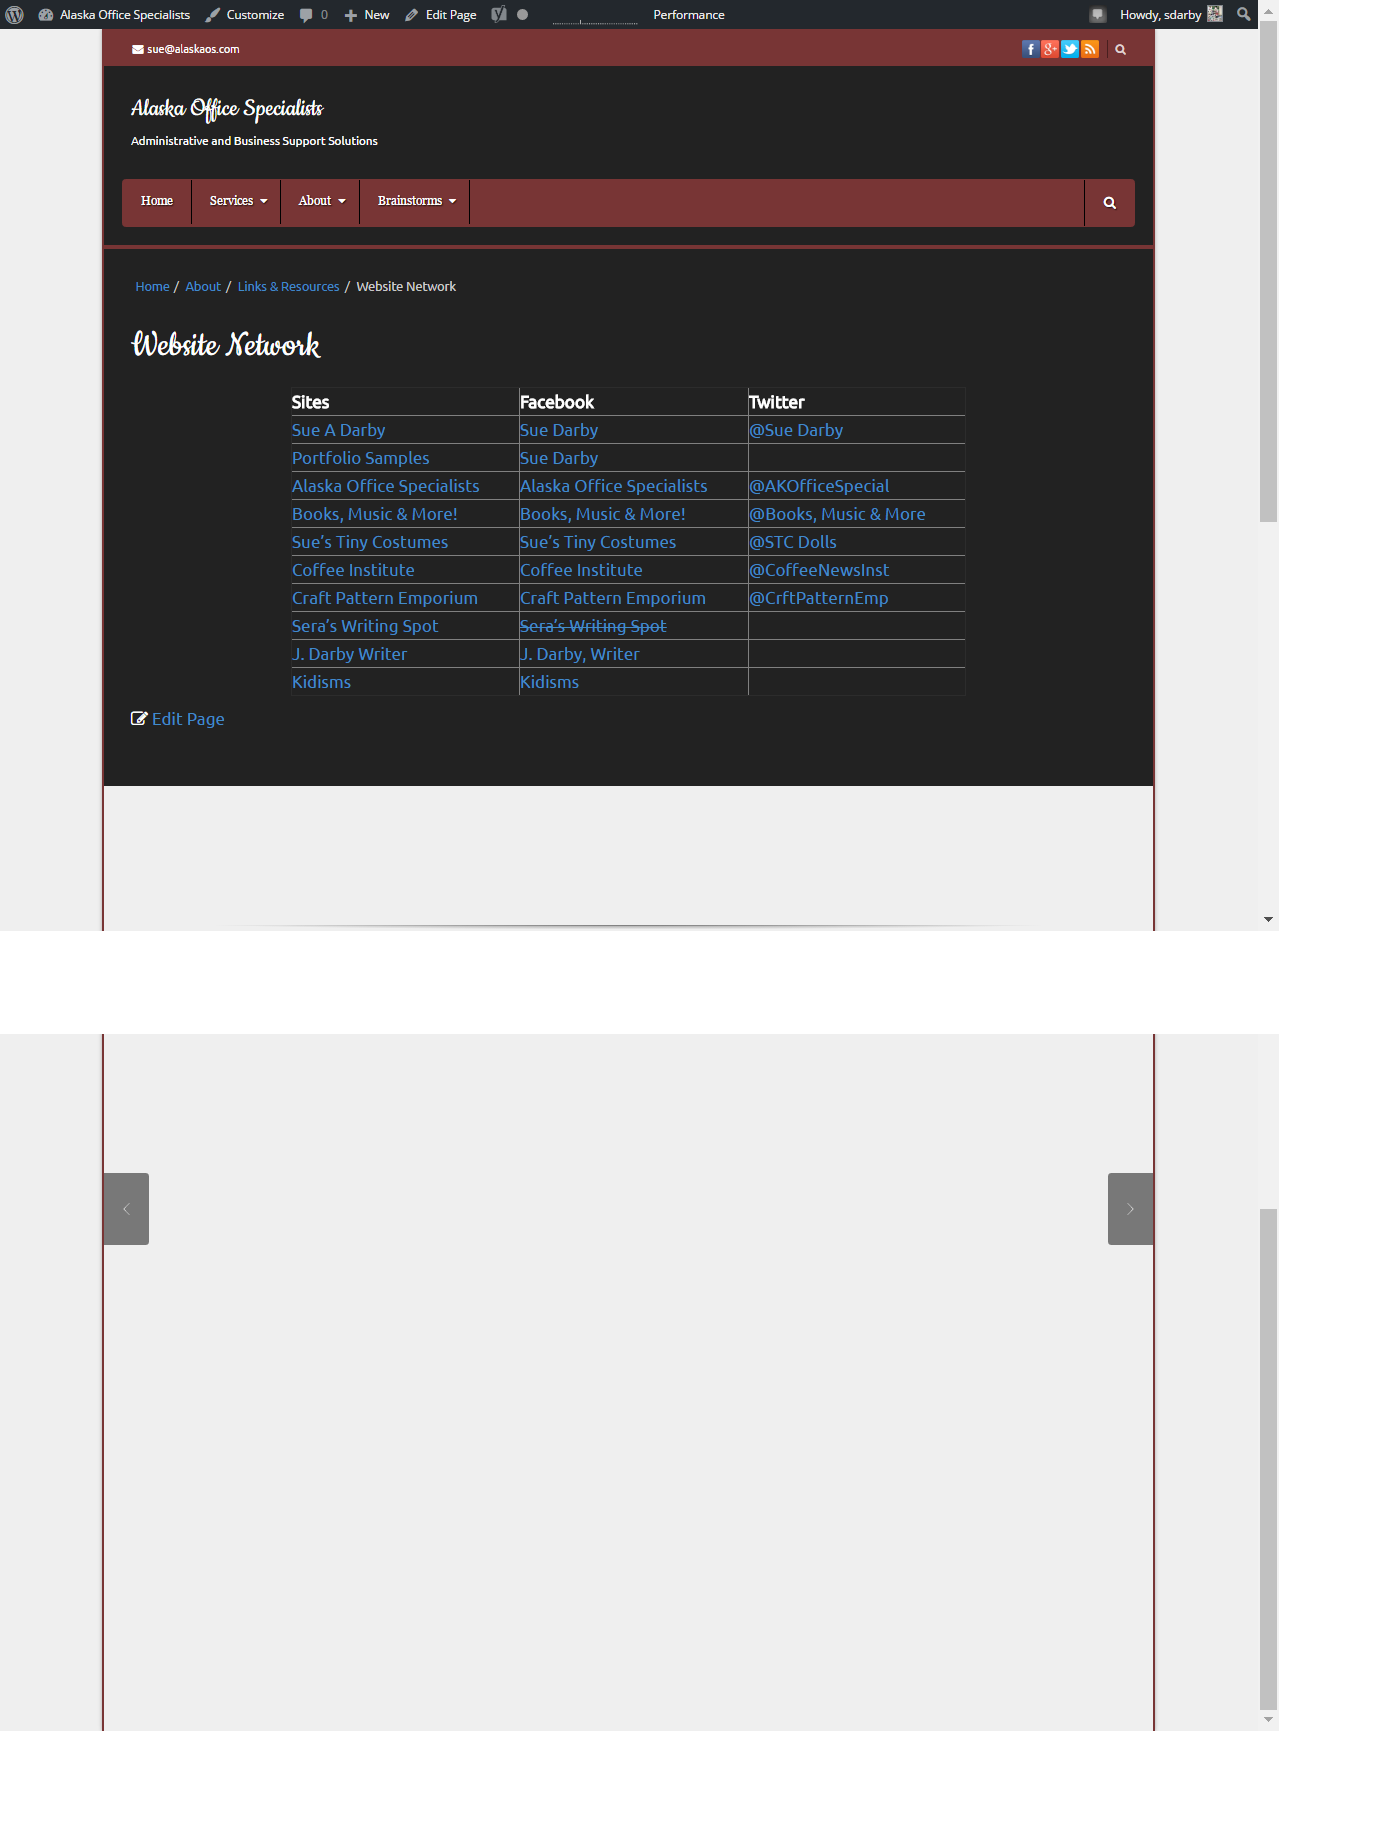 Alaska Office Specialists Customize 0 New Edit Page Performance Howdy, sdarby
sue@alaskaos.com
Alaska Office Specialists
Administrative and Business Support Solutions
Home Services About Brainstorms
Home / About / Links & Resources / Website Network
Website Network
Sites Facebook Twitter
Sue A Darby Sue Darby @Sue Darby
Portfolio Samples Sue Darby
Alaska Office Specialists Alaska Office Specialists @AKOfficeSpecial
Books, Music & More! Books, Music & More! @Books, Music & More
Sue’s Tiny Costumes Sue’s Tiny Costumes @STC Dolls
Coffee Institute Coffee Institute @CoffeeNewsInst
Craft Pattern Emporium Craft Pattern Emporium @CrftPatternEmp
Sera’s Writing Spot Sera’s Writing Spot
J. Darby Writer J. Darby, Writer
Kidisms Kidisms
Edit Page